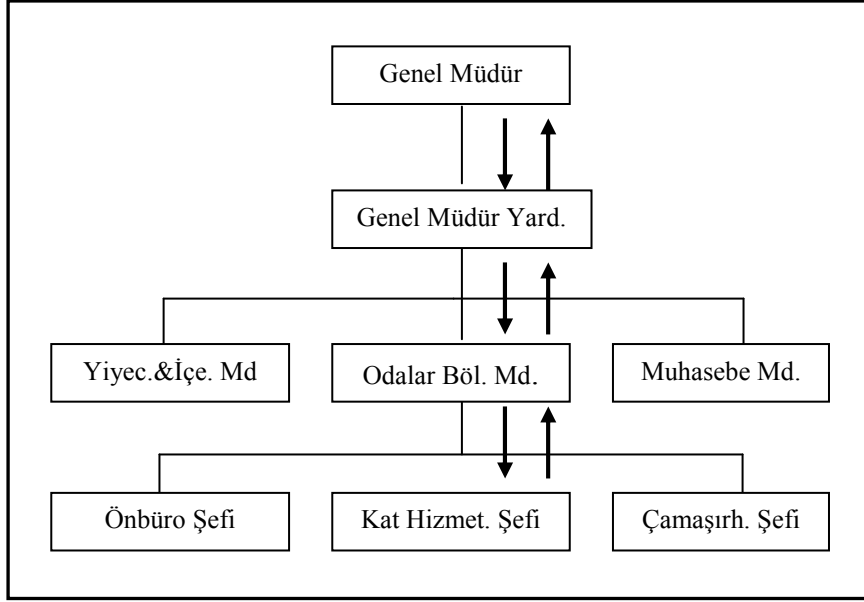 Genel Müdür
Genel Müdür Yard.
Yiyec.&İçe. Md
Odalar Böl. Md.
Muhasebe Md.
Önbüro Şefi
Kat Hizmet. Şefi
Çamaşırh. Şefi